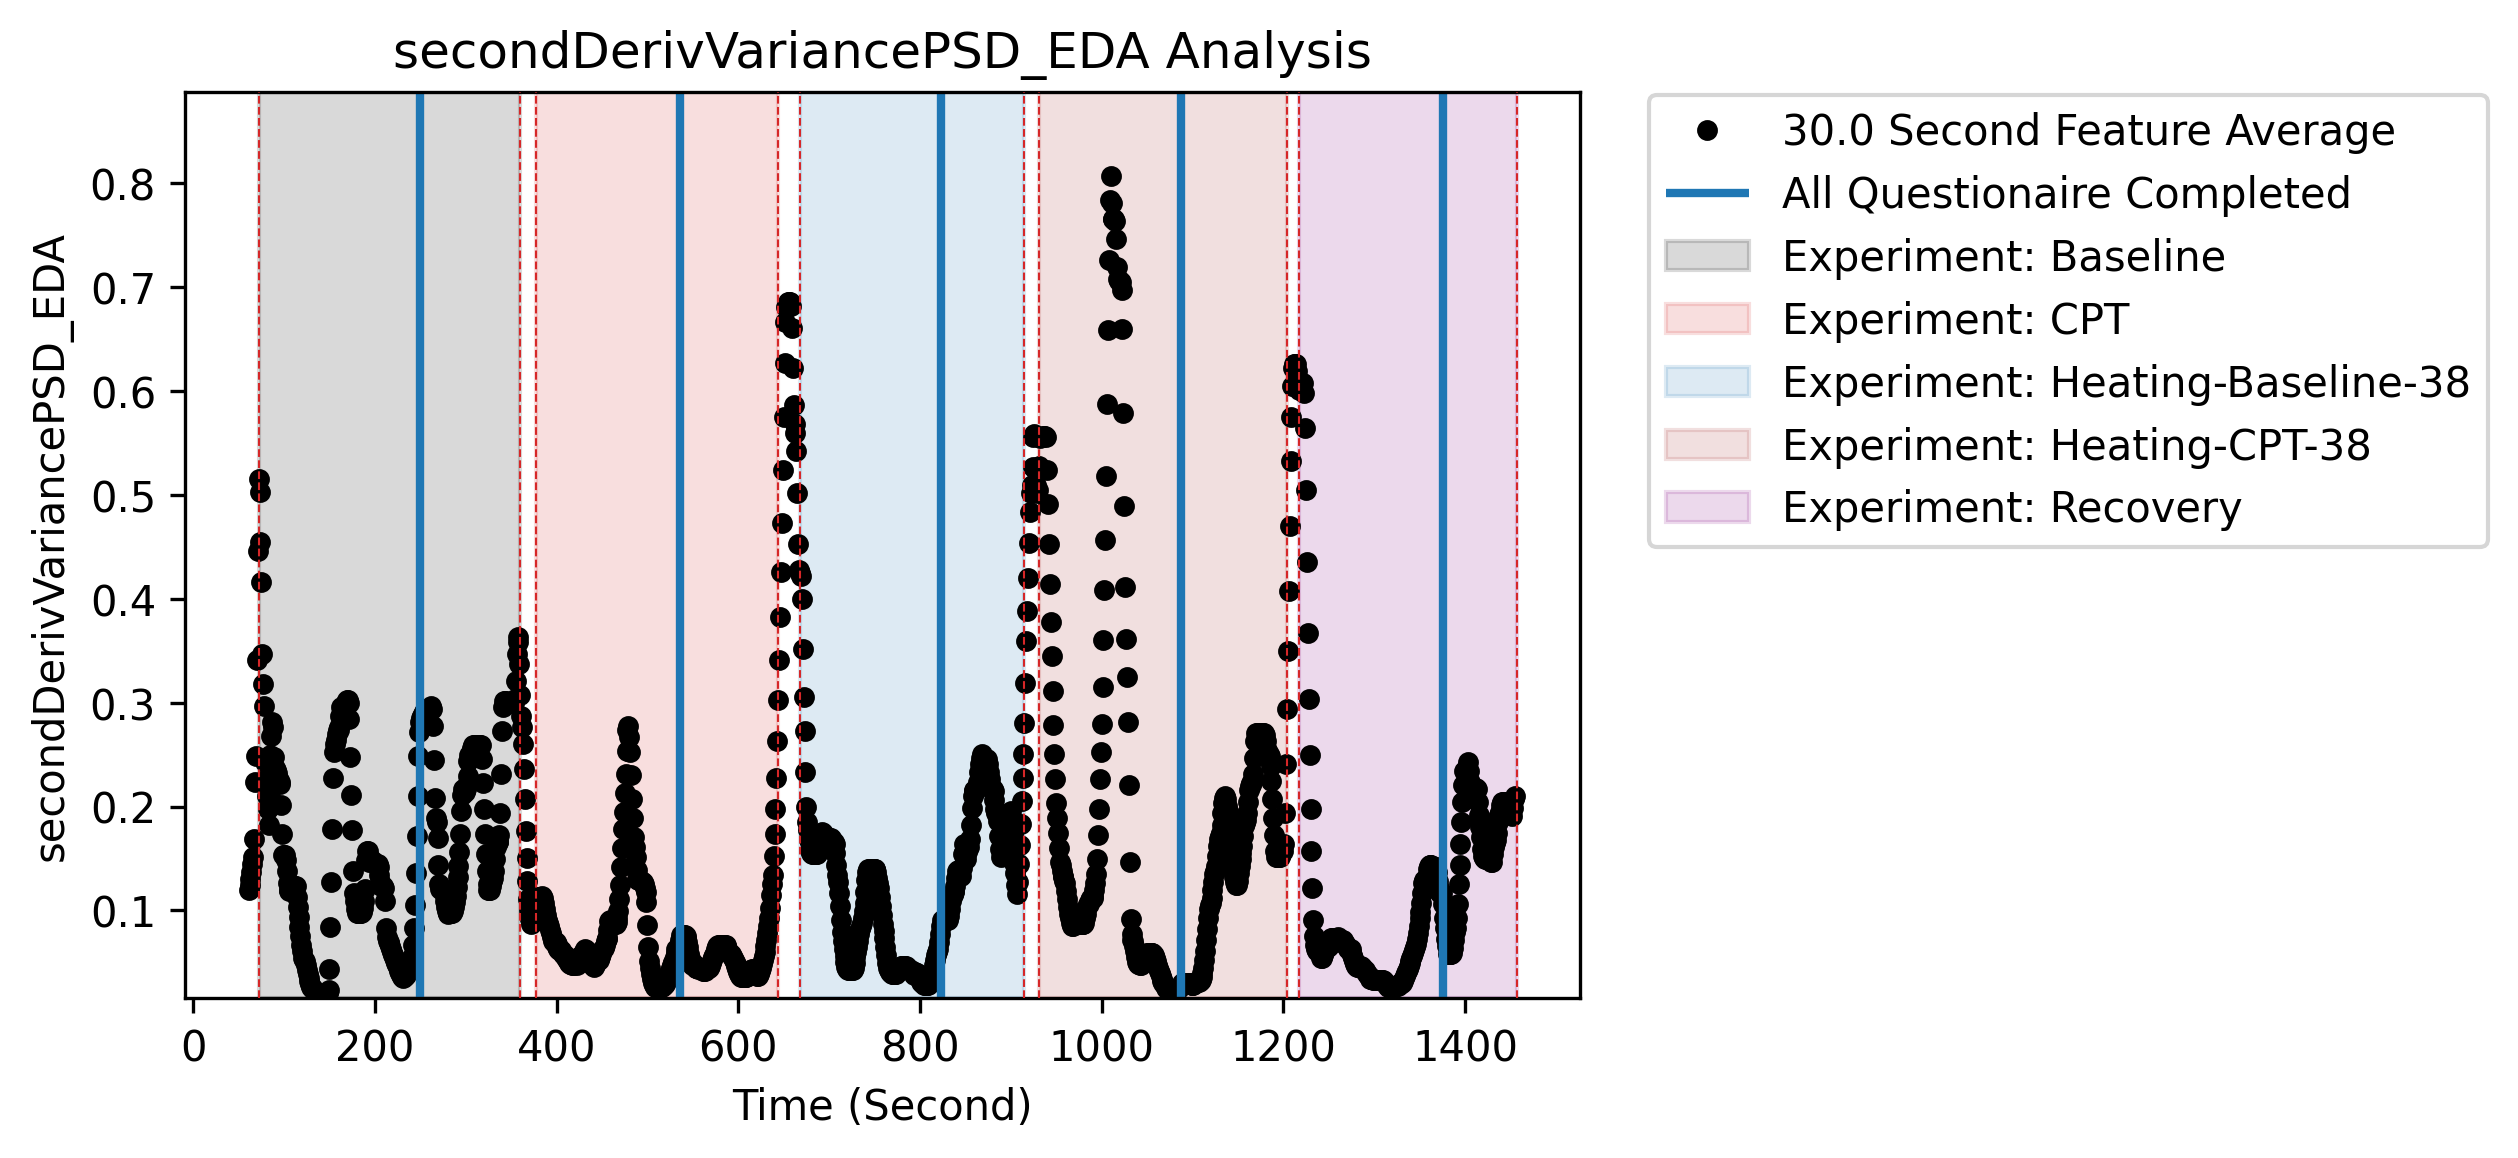 secondDerivVariancePSD_EDA Analysis
secondDerivVariancePSD_EDA
0.8
0.7
0.6
0.5
0.4
0.3
0.2
0.1
0 200 400 600 800 1000 1200 1400
Time (Second)
30.0 Second Feature Average
All Questionaire Completed
Experiment: Baseline
Experiment: CPT
Experiment: Heating-Baseline-38
Experiment: Heating-CPT-38
Experiment: Recovery